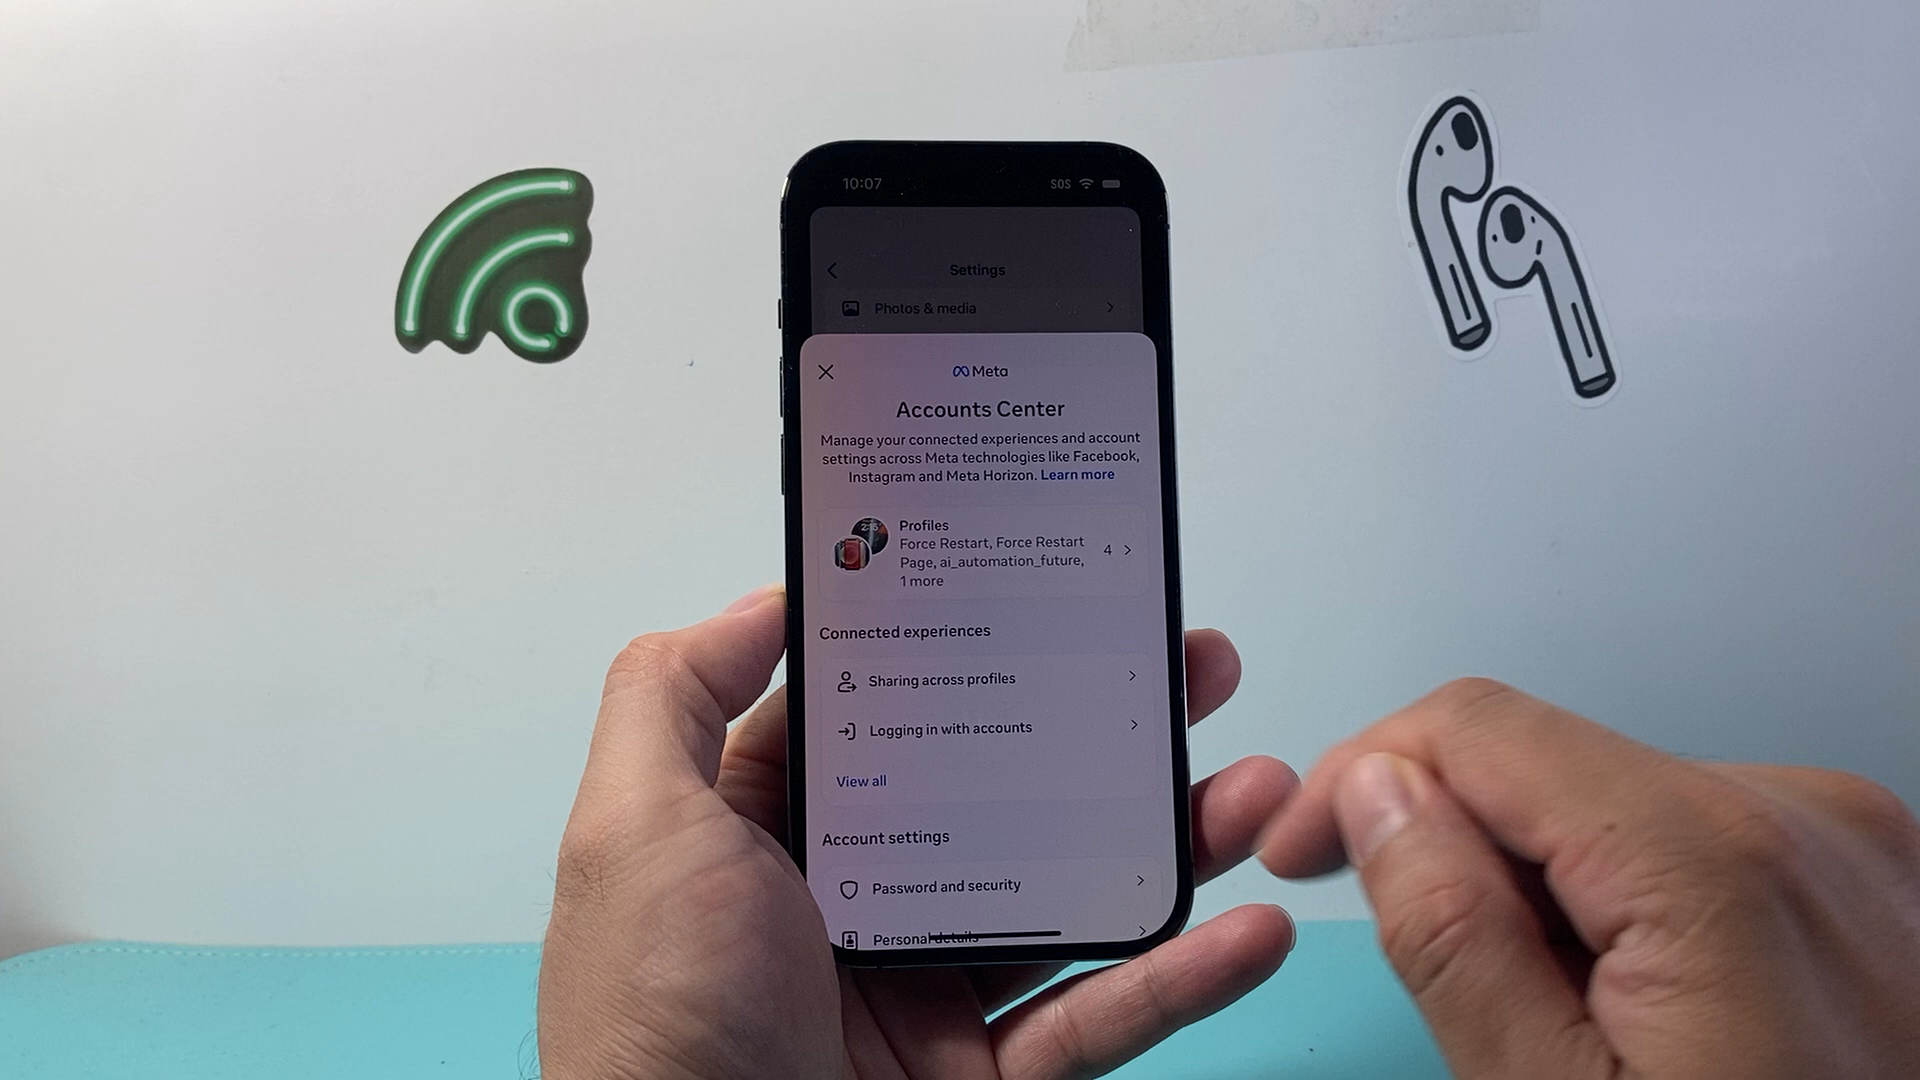 10:07 SOS
Settings
Photos & media
Meta
Accounts Center
Manage your connected experiences and account
settings across Meta technologies like Facebook,
Instagram and Meta Horizon. Learn more
Profiles
Force Restart, Force Restart
Page, ai_automation_future,
1 more
4
Connected experiences
Sharing across profiles
Logging in with accounts
View all
Account settings
Password and security
Personal details